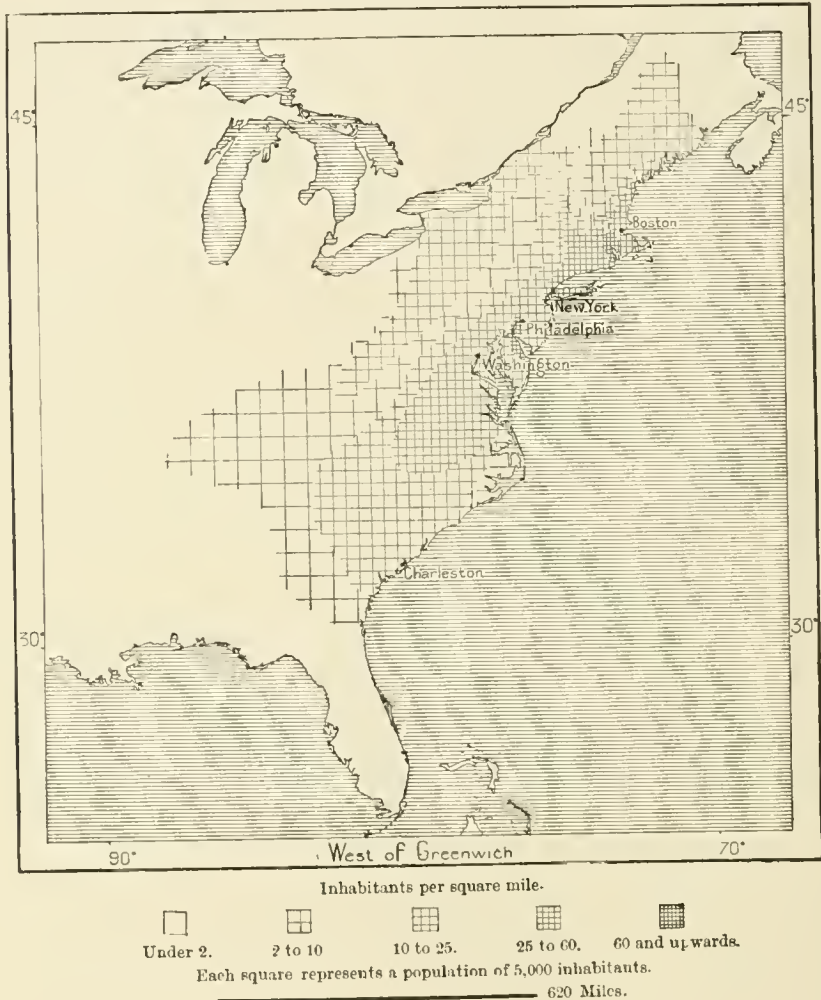 45°
45°
Boston
New York
Philadelphia
Washington
Charleston
30°
30°
90°
West of Greenwich
70°
Inhabitants per square mile.
Under 2.
2 to 10
10 to 25.
25 to 60.
60 and upwards.
Each square represents a population of 5,000 inhabitants.
620 Miles.